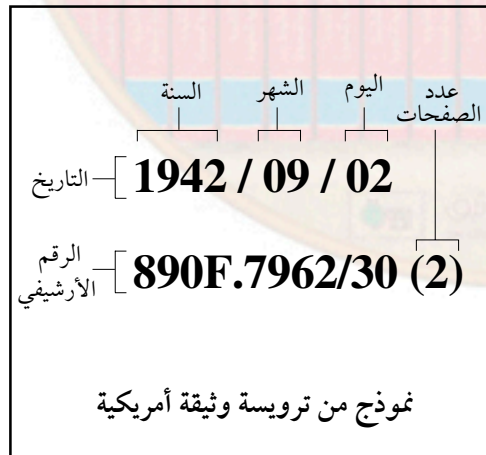 عدد الصفحات
اليوم
الشهر
السنة
التاريخ
1942 / 09 / 02
الرقم الأرشيفي
890F.7962/30 (2)
نموذج من ترويسة وثيقة أمريكية